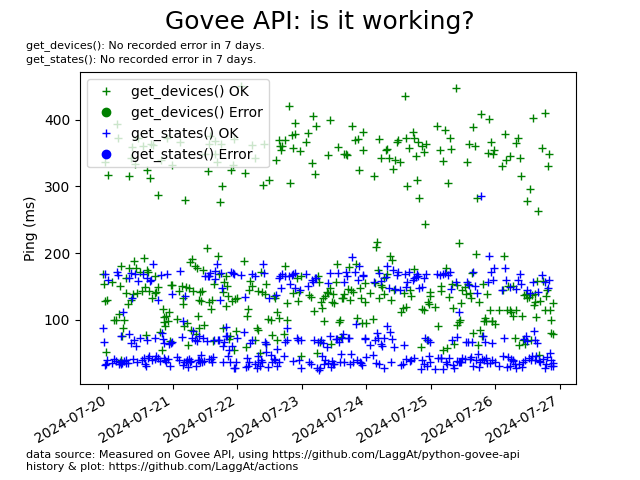 Govee API: is it working?
get_devices(): No recorded error in 7 days.
get_states(): No recorded error in 7 days.
get_devices() OK
get_devices() Error
get_states() OK
get_states() Error
Ping (ms)
400
300
200
100
2024-07-20
2024-07-21
2024-07-22
2024-07-23
2024-07-24
2024-07-25
2024-07-26
2024-07-27
data source: Measured on Govee API, using https://github.com/LaggAt/python-govee-api
history & plot: https://github.com/LaggAt/actions